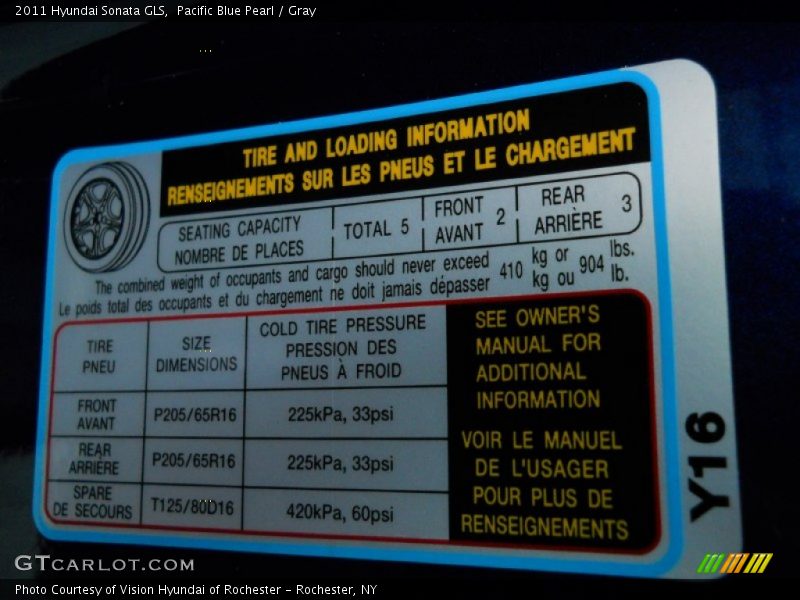 2011 Hyundai Sonata GLS,  Pacific Blue Pearl / Gray
TIRE AND LOADING INFORMATION
RENSEIGNEMENTS SUR LES PNEUS ET LE CHARGEMENT
SEATING CAPACITY
NOMBRE DE PLACES
TOTAL 5
FRONT
AVANT
2
REAR
ARRIÈRE
3
The combined weight of occupants and cargo should never exceed
Le poids total des occupants et du chargement ne doit jamais dépasser
410
kg or
kg ou
904
lbs.
lb.
TIRE
PNEU
SIZE
DIMENSIONS
COLD TIRE PRESSURE
PRESSION DES
PNEUS À FROID
FRONT
AVANT
P205/65R16
225kPa, 33psi
REAR
ARRIÈRE
P205/65R16
225kPa, 33psi
SPARE
DE SECOURS
T125/80D16
420kPa, 60psi
SEE OWNER'S
MANUAL FOR
ADDITIONAL
INFORMATION
VOIR LE MANUEL
DE L'USAGER
POUR PLUS DE
RENSEIGNEMENTS
Y16
GTCARLOT.COM
Photo Courtesy of Vision Hyundai of Rochester – Rochester, NY